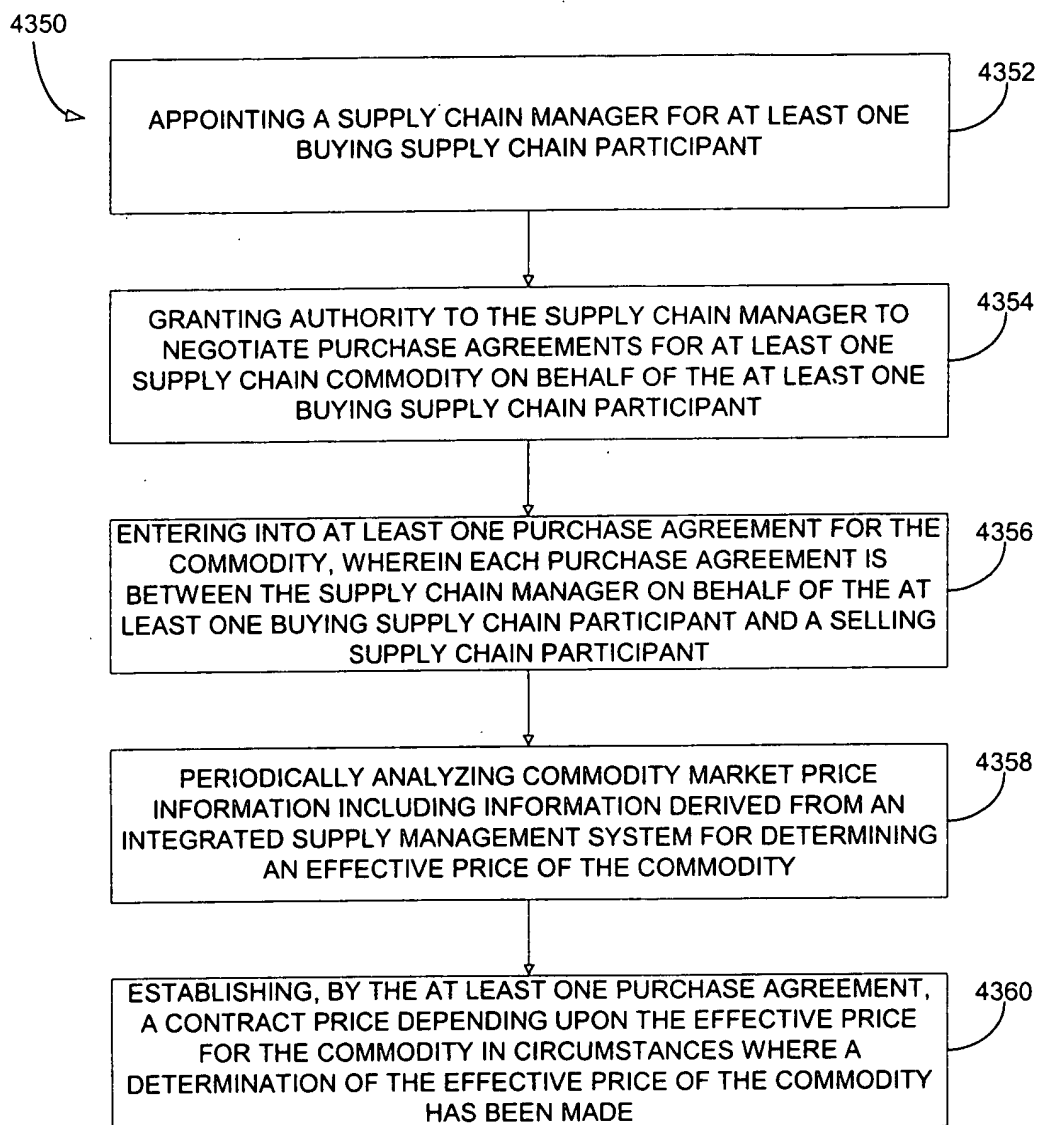 4350
4352
APPOINTING A SUPPLY CHAIN MANAGER FOR AT LEAST ONE
BUYING SUPPLY CHAIN PARTICIPANT
4354
GRANTING AUTHORITY TO THE SUPPLY CHAIN MANAGER TO
NEGOTIATE PURCHASE AGREEMENTS FOR AT LEAST ONE
SUPPLY CHAIN COMMODITY ON BEHALF OF THE AT LEAST ONE
BUYING SUPPLY CHAIN PARTICIPANT
4356
ENTERING INTO AT LEAST ONE PURCHASE AGREEMENT FOR THE
COMMODITY, WHEREIN EACH PURCHASE AGREEMENT IS
BETWEEN THE SUPPLY CHAIN MANAGER ON BEHALF OF THE AT
LEAST ONE BUYING SUPPLY CHAIN PARTICIPANT AND A SELLING
SUPPLY CHAIN PARTICIPANT
4358
PERIODICALLY ANALYZING COMMODITY MARKET PRICE
INFORMATION INCLUDING INFORMATION DERIVED FROM AN
INTEGRATED SUPPLY MANAGEMENT SYSTEM FOR DETERMINING
AN EFFECTIVE PRICE OF THE COMMODITY
4360
ESTABLISHING, BY THE AT LEAST ONE PURCHASE AGREEMENT,
A CONTRACT PRICE DEPENDING UPON THE EFFECTIVE PRICE
FOR THE COMMODITY IN CIRCUMSTANCES WHERE A
DETERMINATION OF THE EFFECTIVE PRICE OF THE COMMODITY
HAS BEEN MADE